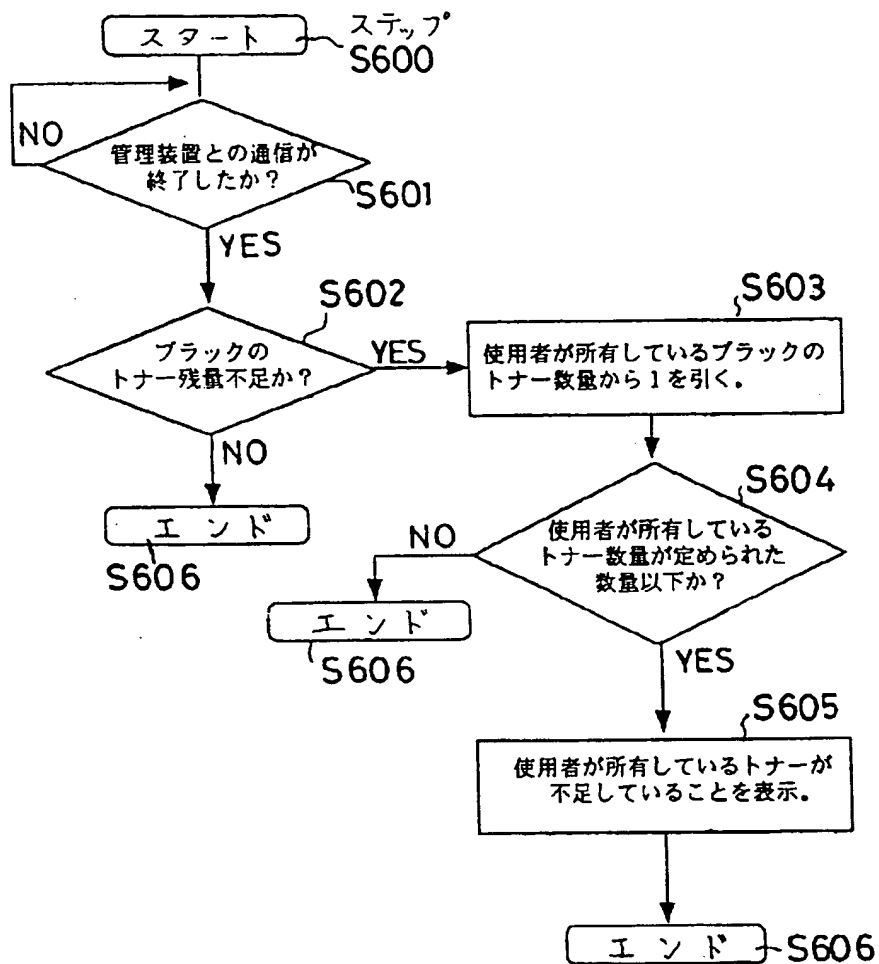 スタート
ステップ
S600
NO
管理装置との通信が
終了したか？
S601
YES
S602
ブラックの
トナー残量不足か？
YES
S603
使用者が所有しているブラックの
トナー数量から１を引く。
NO
エンド
S606
S604
使用者が所有している
トナー数量が定められた
数量以下か？
NO
エンド
S606
YES
S605
使用者が所有しているトナーが
不足していることを表示。
エンド
S606